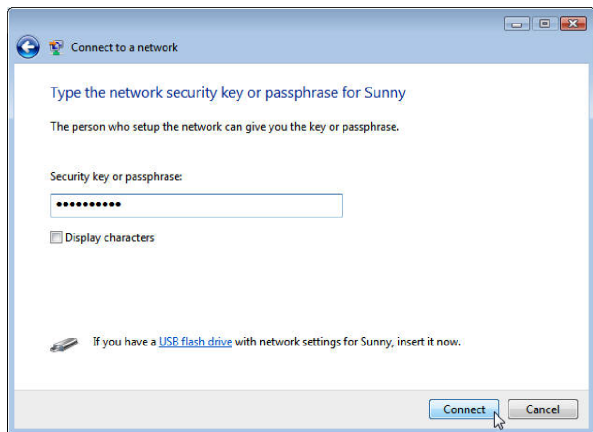 Connect to a network
Type the network security key or passphrase for Sunny
The person who setup the network can give you the key or passphrase.
Security key or passphrase:
••••••••••
Display characters
If you have a USB flash drive with network settings for Sunny, insert it now.
Connect
Cancel